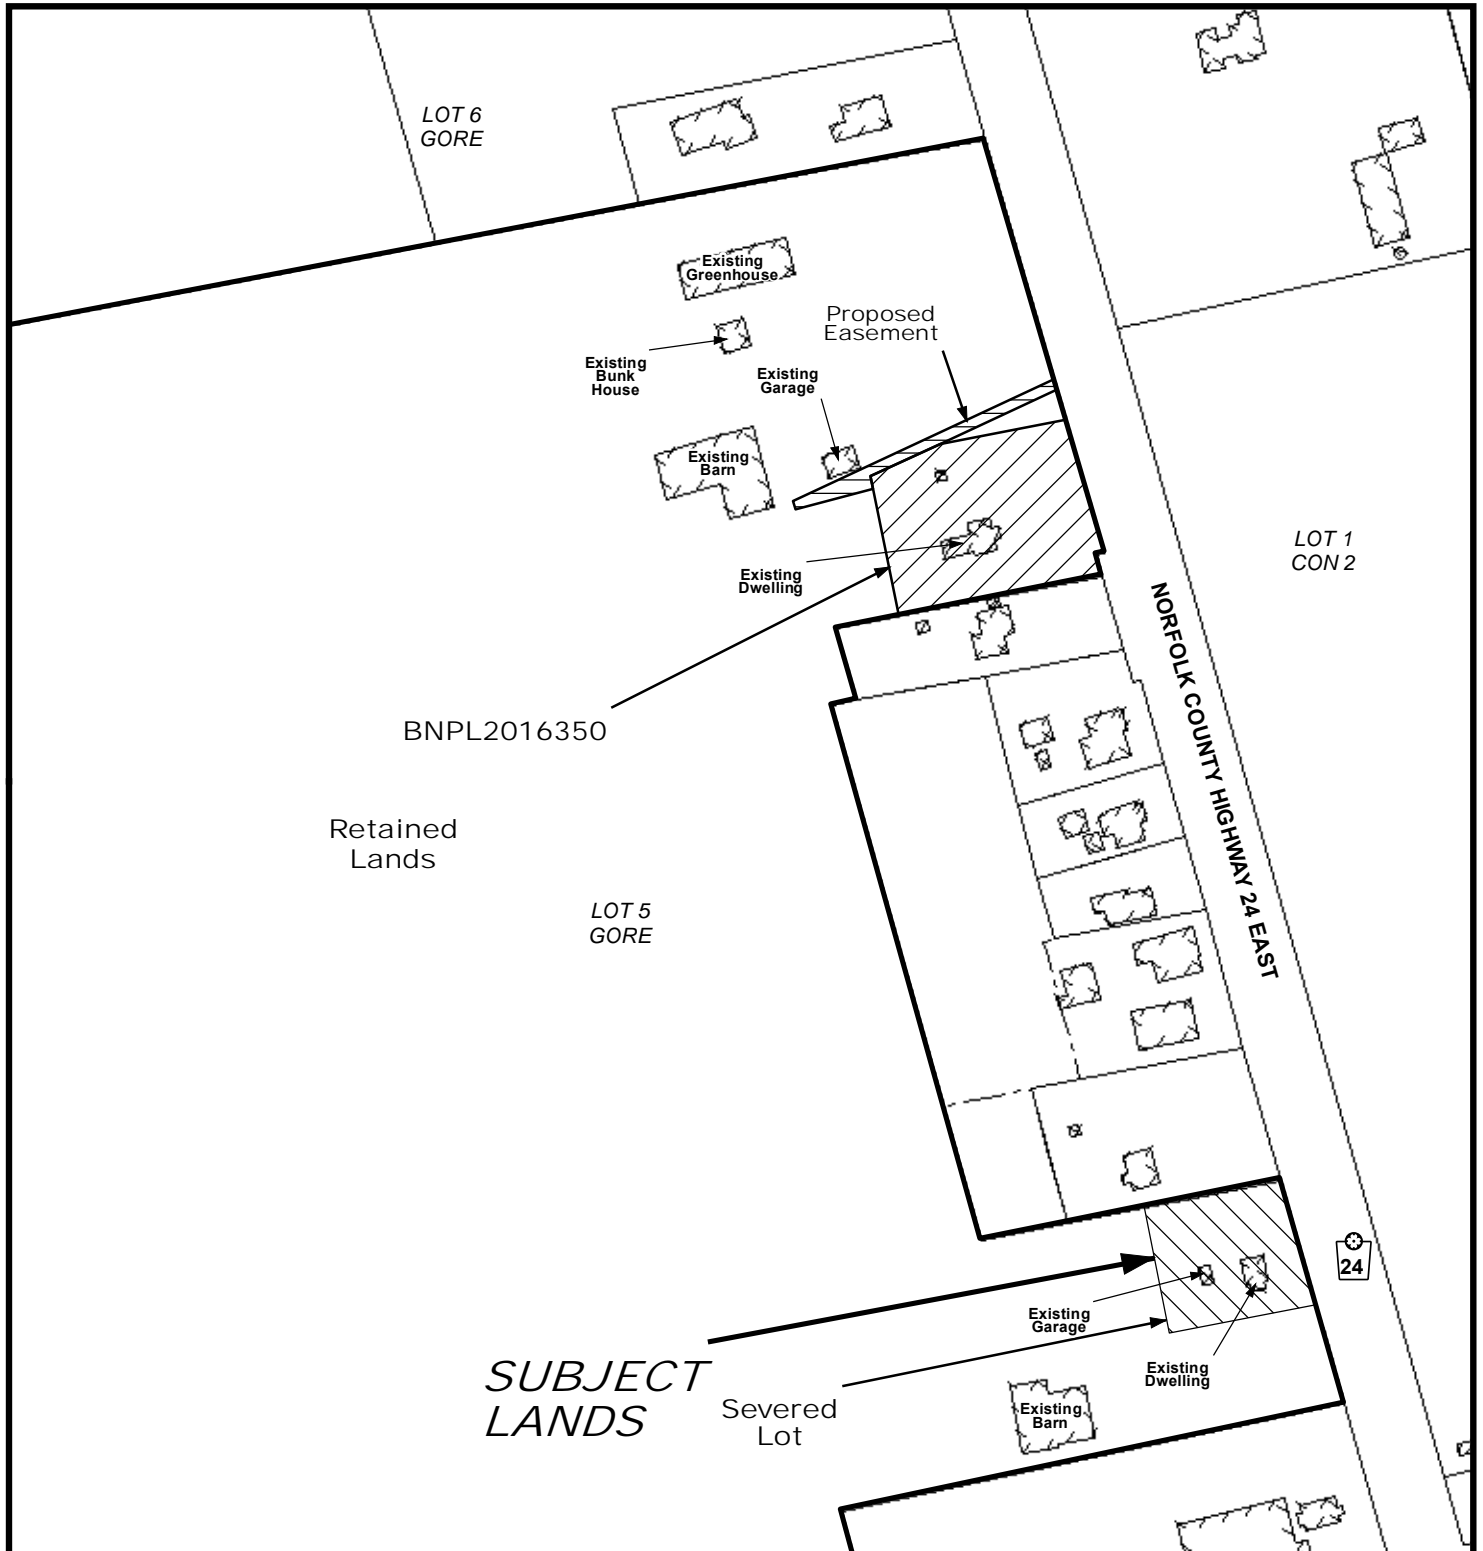 LOT 6
GORE
Existing
Greenhouse
Proposed
Easement
Existing
Bunk
House
Existing
Garage
Existing
Barn
LOT 1
CON 2
Existing
Dwelling
NORFOLK COUNTY HIGHWAY 24 EAST
BNPL2016350
Retained
Lands
LOT 5
GORE
24
Existing
Garage
SUBJECT
LANDS
Severed
Lot
Existing
Dwelling
Existing
Barn